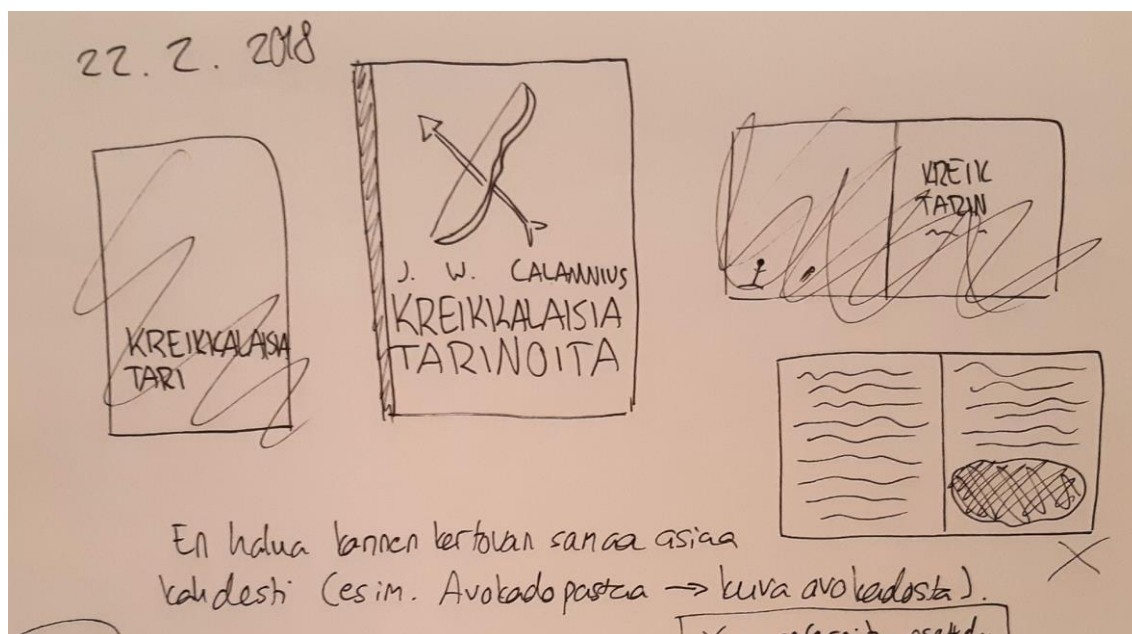 22. 2. 2018
KREIKKALAISIA
TARI
J. W. CALAMNIUS
KREIKKALAISIA
TARINOITA
KREIK
TARIN
En halua kannen kertovan samaa asiaa
kahdesti (esim. Avokadopastaa → kuva avokadosta).